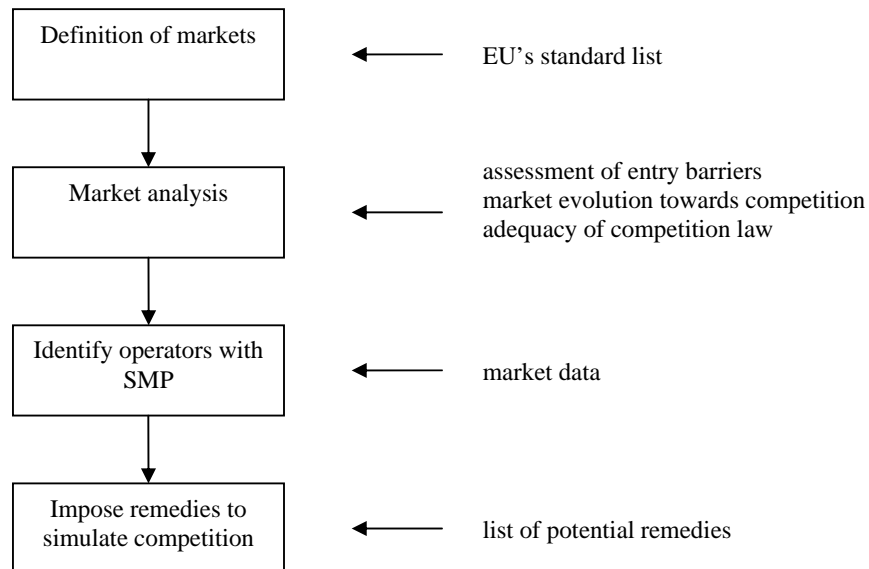 Definition of markets
EU’s standard list
Market analysis
assessment of entry barriers
market evolution towards competition
adequacy of competition law
Identify operators with
SMP
market data
Impose remedies to
simulate competition
list of potential remedies